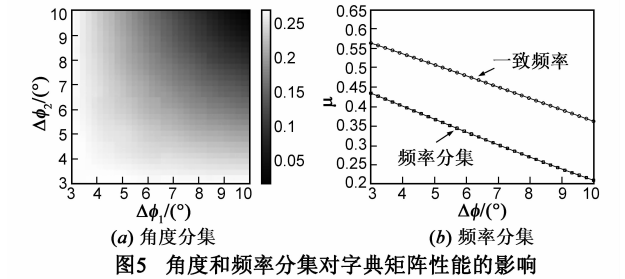 10
9
8
7
6
5
4
3
Δϕ₂/(°)
3 4 5 6 7 8 9 10
Δϕ₁/(°)
0.25
0.2
0.15
0.1
0.05
(a) 角度分集
0.65
0.6
0.55
0.5
0.45
0.4
0.35
0.3
0.25
0.2
μ
一致频率
频率分集
3 4 5 6 7 8 9 10
Δϕ/(°)
(b) 频率分集
图5 角度和频率分集对字典矩阵性能的影响